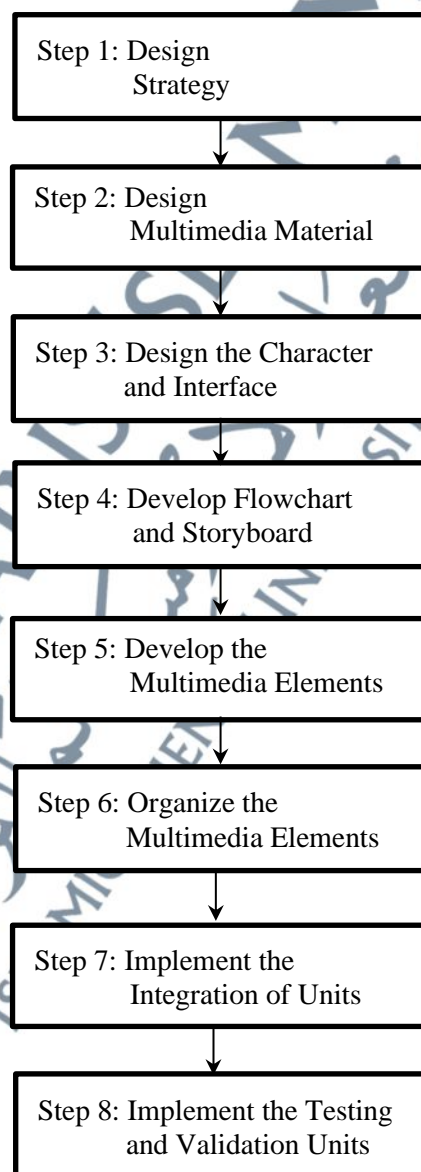 Step 1: Design
Strategy
Step 2: Design
Multimedia Material
Step 3: Design the Character
and Interface
Step 4: Develop Flowchart
and Storyboard
Step 5: Develop the
Multimedia Elements
Step 6: Organize the
Multimedia Elements
Step 7: Implement the
Integration of Units
Step 8: Implement the Testing
and Validation Units